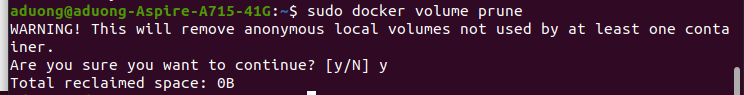 aduong@aduong-Aspire-A715-41G:~$ sudo docker volume prune
WARNING! This will remove anonymous local volumes not used by at least one conta
iner.
Are you sure you want to continue? [y/N] y
Total reclaimed space: 0B